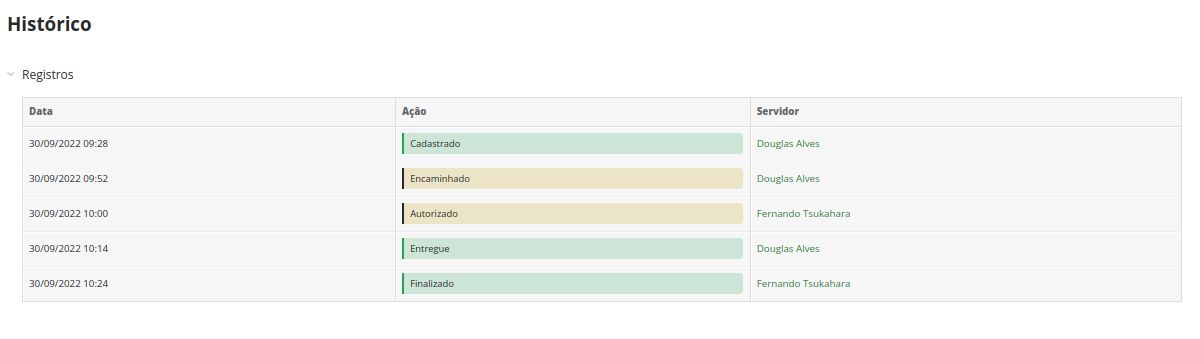 Histórico
Registros
Data Ação Servidor
30/09/2022 09:28 Cadastrado Douglas Alves
30/09/2022 09:52 Encaminhado Douglas Alves
30/09/2022 10:00 Autorizado Fernando Tsukahara
30/09/2022 10:14 Entregue Douglas Alves
30/09/2022 10:24 Finalizado Fernando Tsukahara